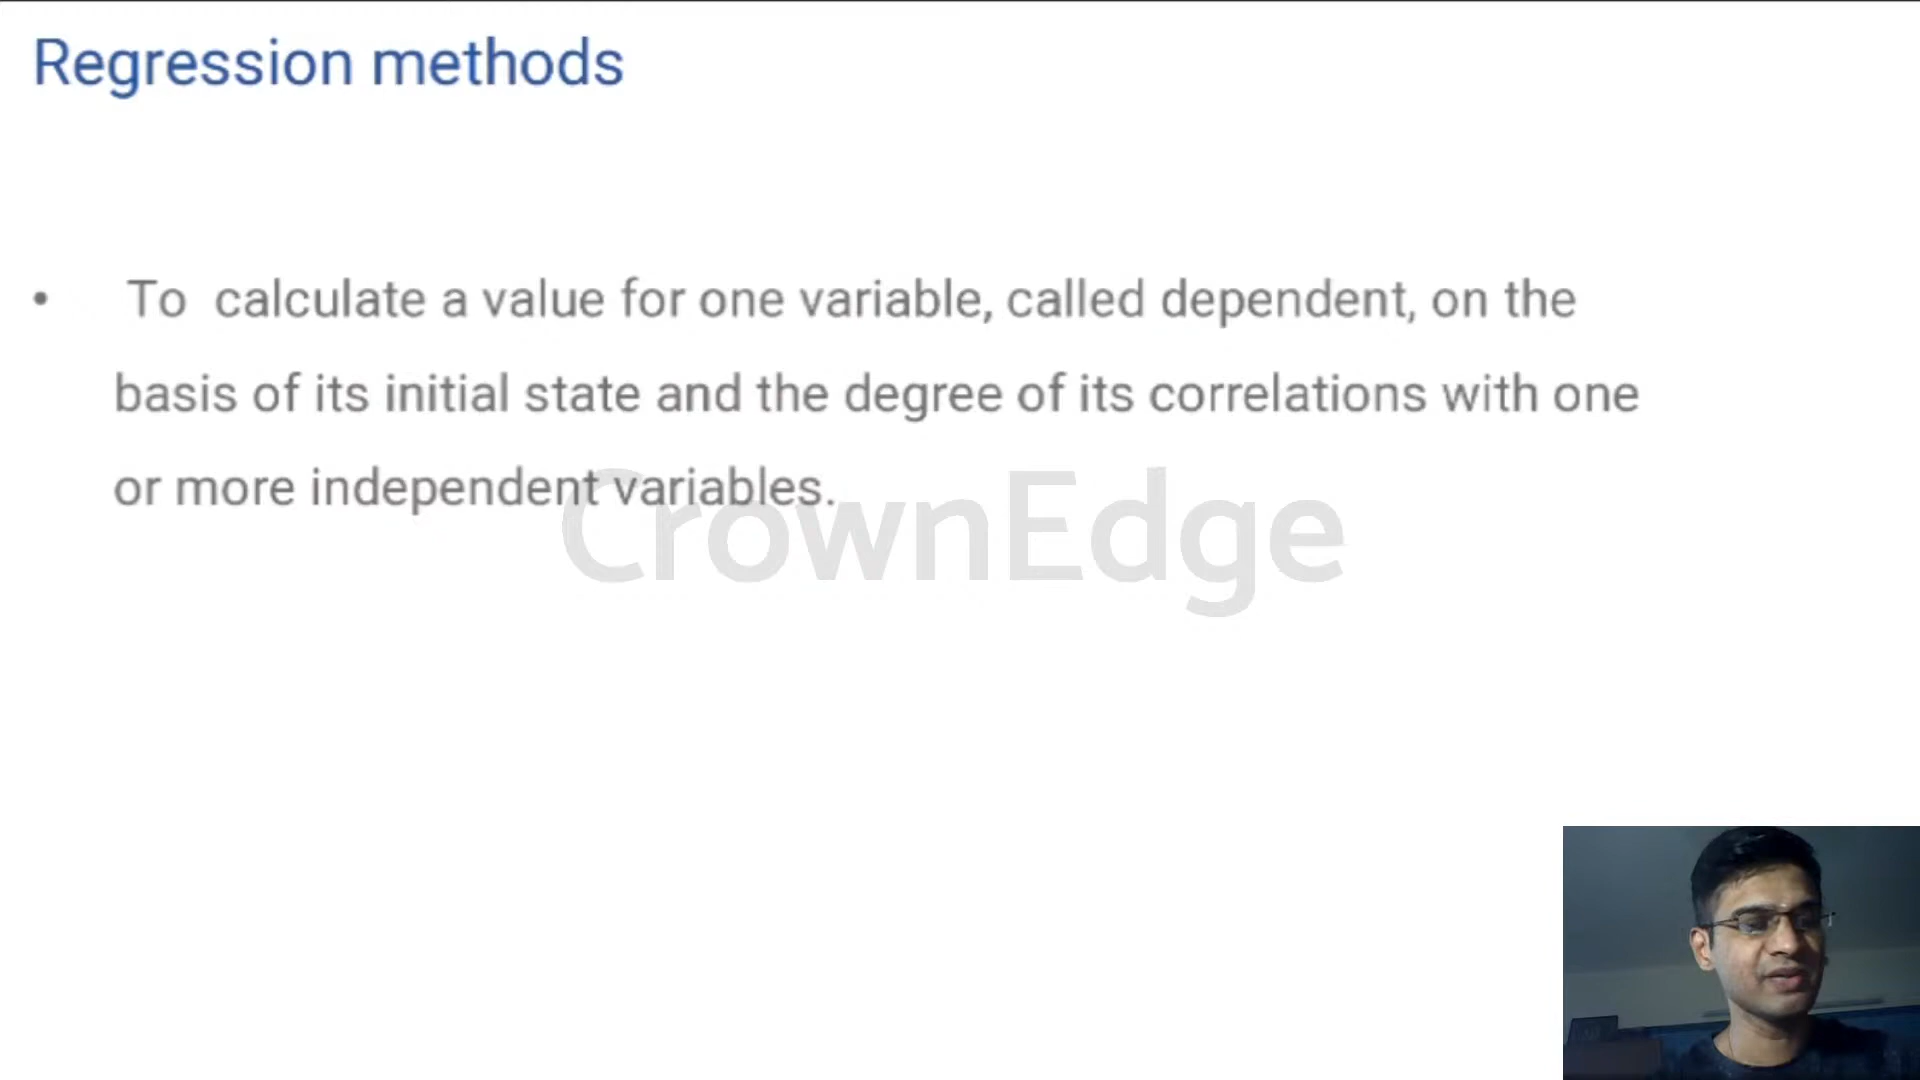 Regression methods
• To calculate a value for one variable, called dependent, on the
basis of its initial state and the degree of its correlations with one
or more independent variables.
CrownEdge